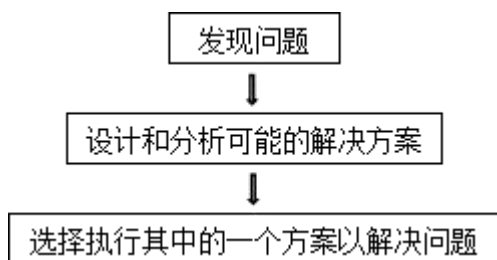 发现问题
设计和分析可能的解决方案
选择执行其中的一个方案以解决问题